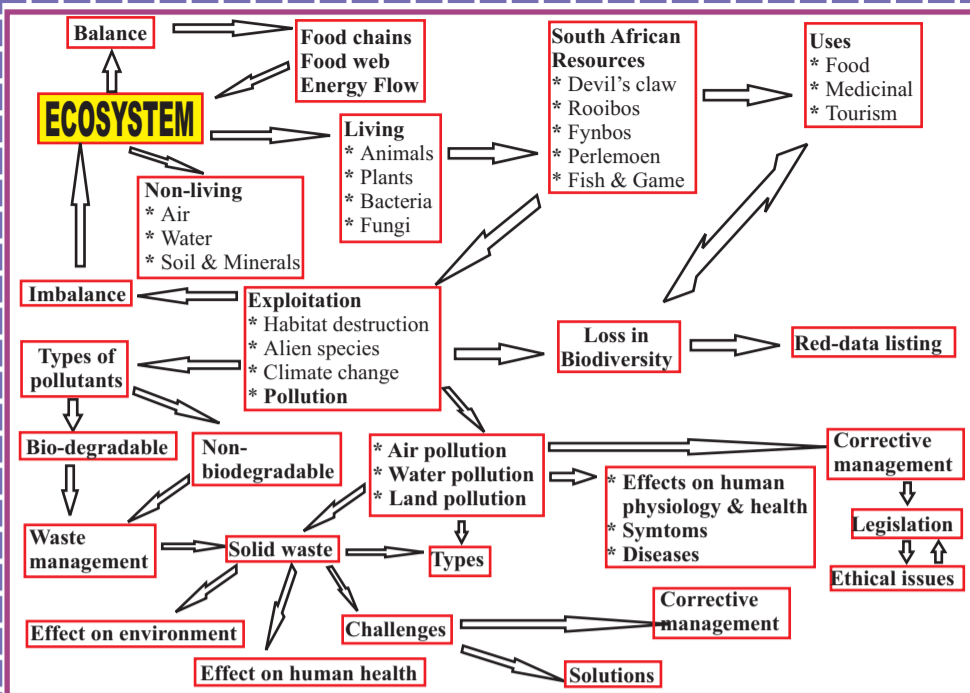 Balance
Food chains
Food web
Energy Flow
South African
Resources
* Devil's claw
* Rooibos
* Fynbos
* Perlemoen
* Fish & Game
Uses
* Food
* Medicinal
* Tourism
ECOSYSTEM
Living
* Animals
* Plants
* Bacteria
* Fungi
Non-living
* Air
* Water
* Soil & Minerals
Imbalance
Exploitation
* Habitat destruction
* Alien species
* Climate change
* Pollution
Loss in
Biodiversity
Red-data listing
Types of
pollutants
Bio-degradable
Non-
biodegradable
* Air pollution
* Water pollution
* Land pollution
Corrective
management
* Effects on human
physiology & health
* Symtoms
* Diseases
Legislation
Ethical issues
Waste
management
Solid waste
Types
Effect on environment
Effect on human health
Challenges
Corrective
management
Solutions